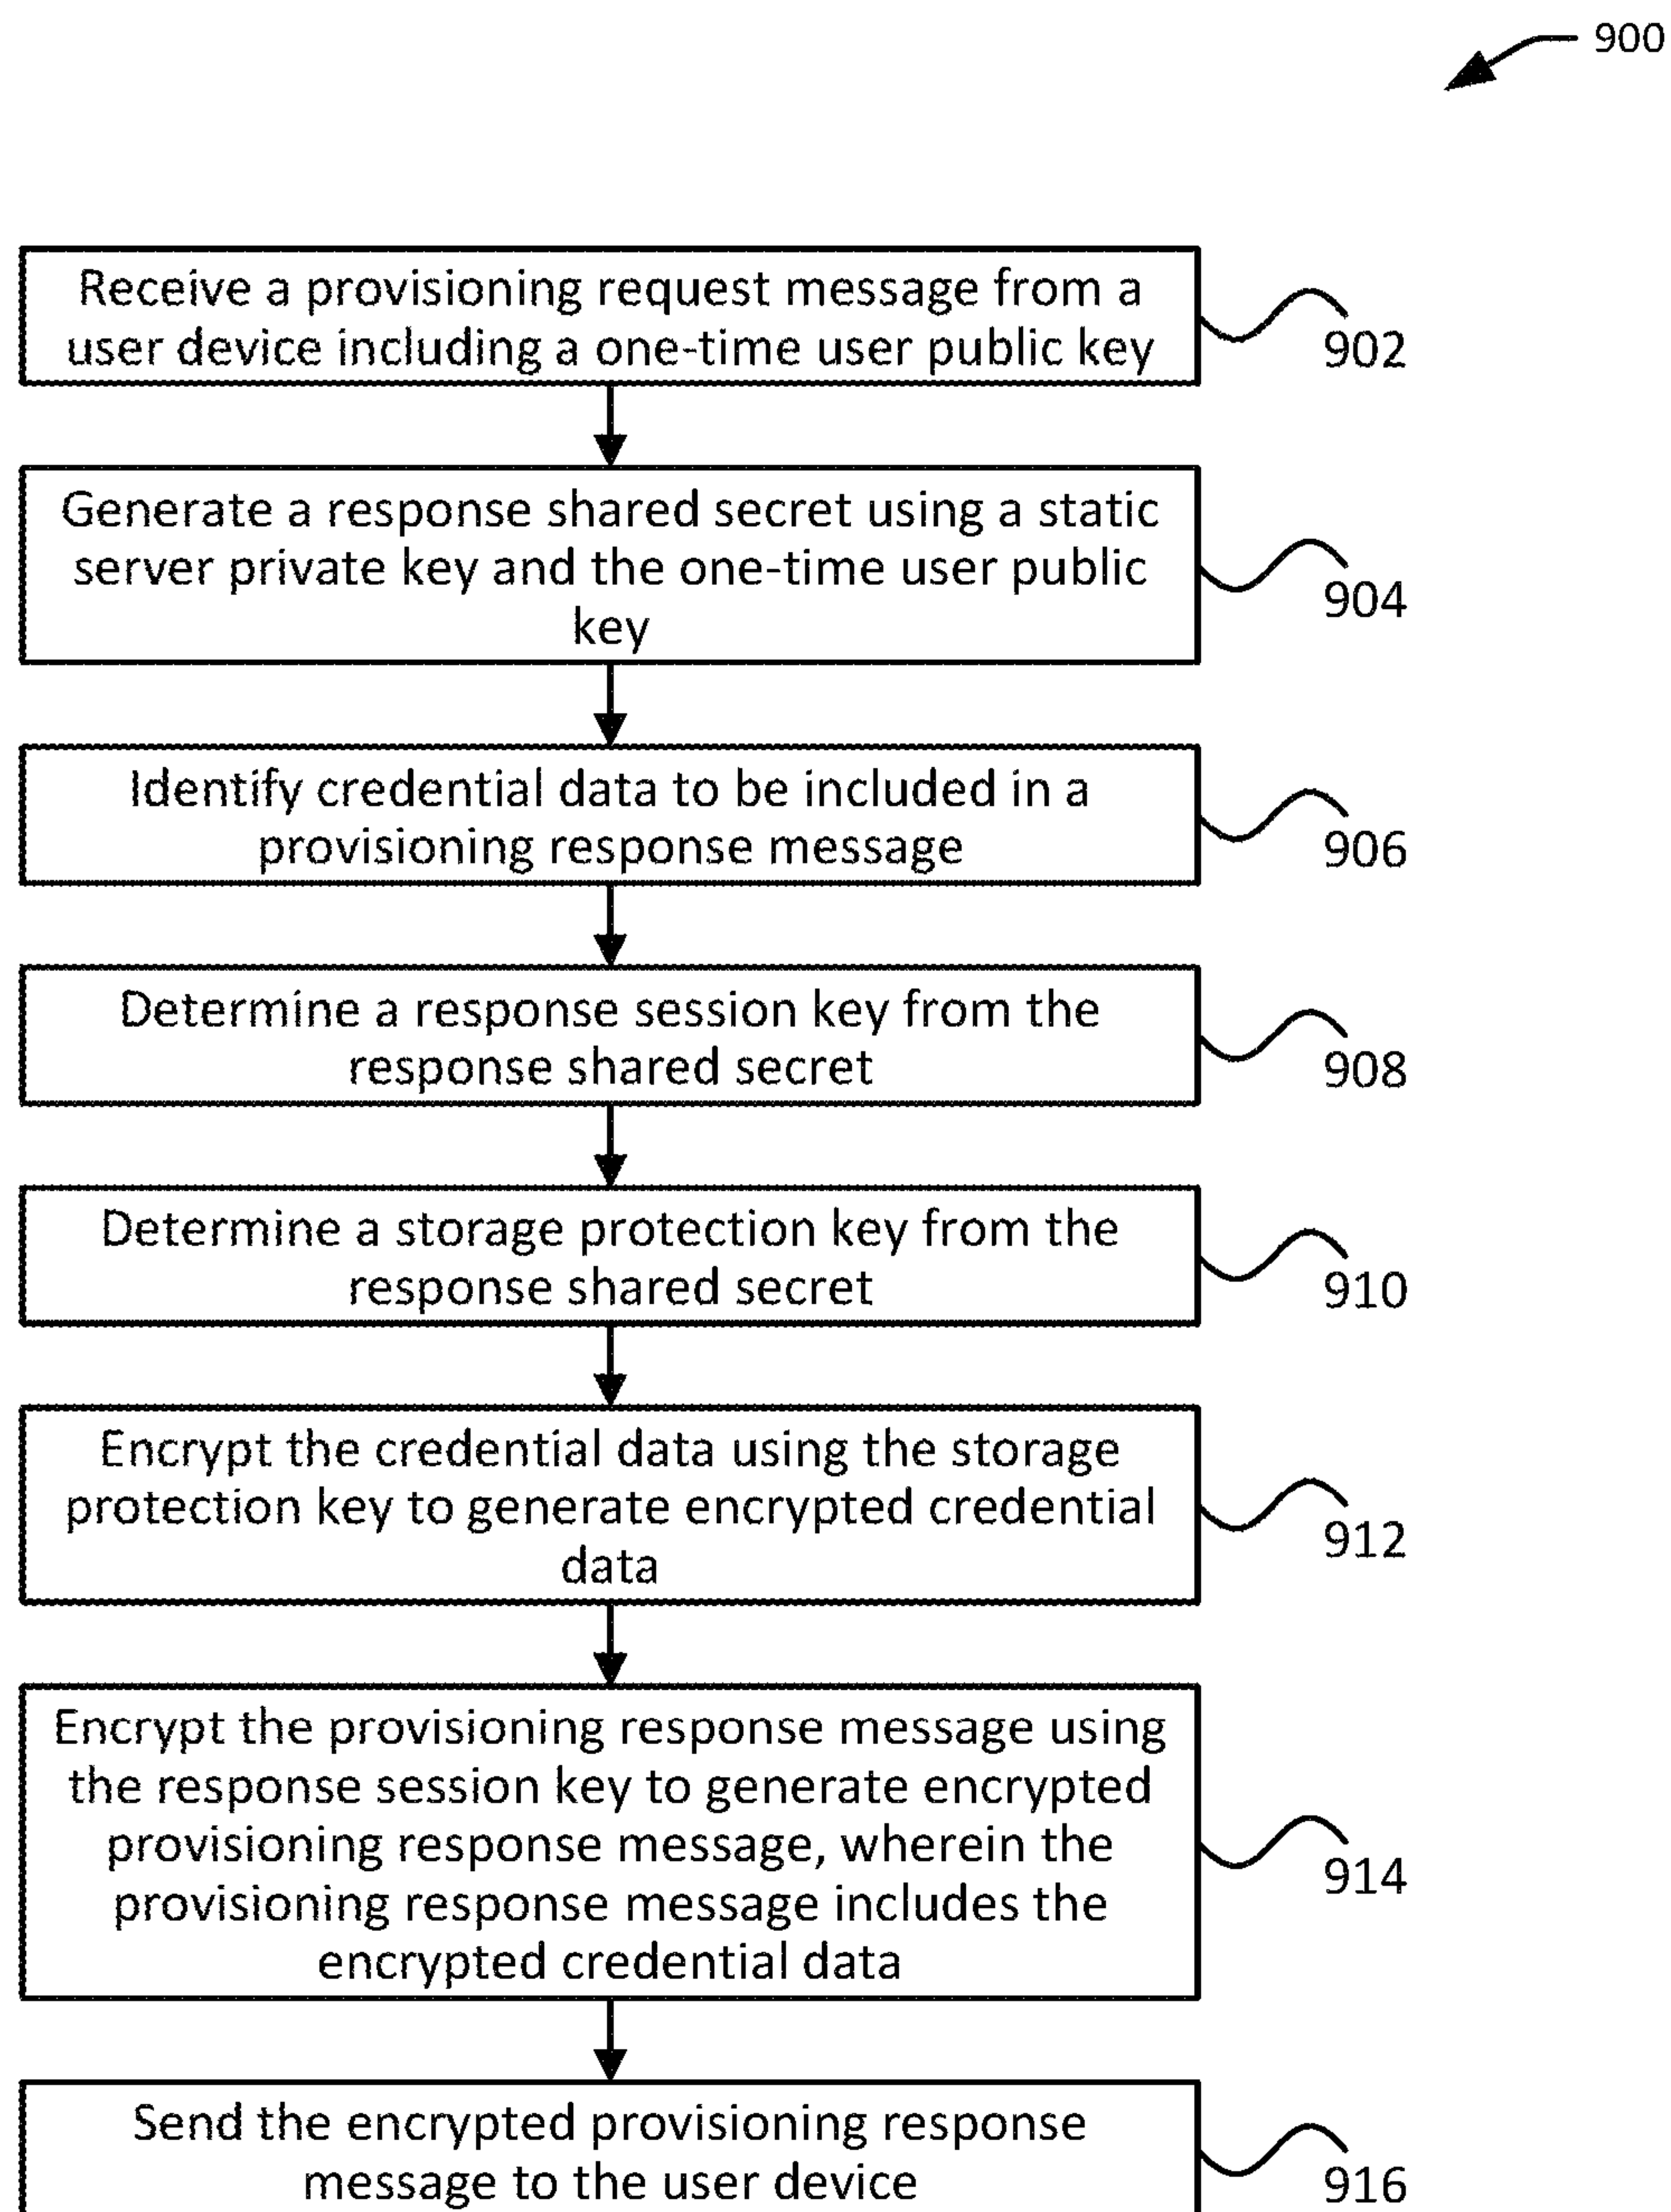 900
Receive a provisioning request message from a
user device including a one-time user public key
902
Generate a response shared secret using a static
server private key and the one-time user public
key
904
Identify credential data to be included in a
provisioning response message
906
Determine a response session key from the
response shared secret
908
Determine a storage protection key from the
response shared secret
910
Encrypt the credential data using the storage
protection key to generate encrypted credential
data
912
Encrypt the provisioning response message using
the response session key to generate encrypted
provisioning response message, wherein the
provisioning response message includes the
encrypted credential data
914
Send the encrypted provisioning response
message to the user device
916